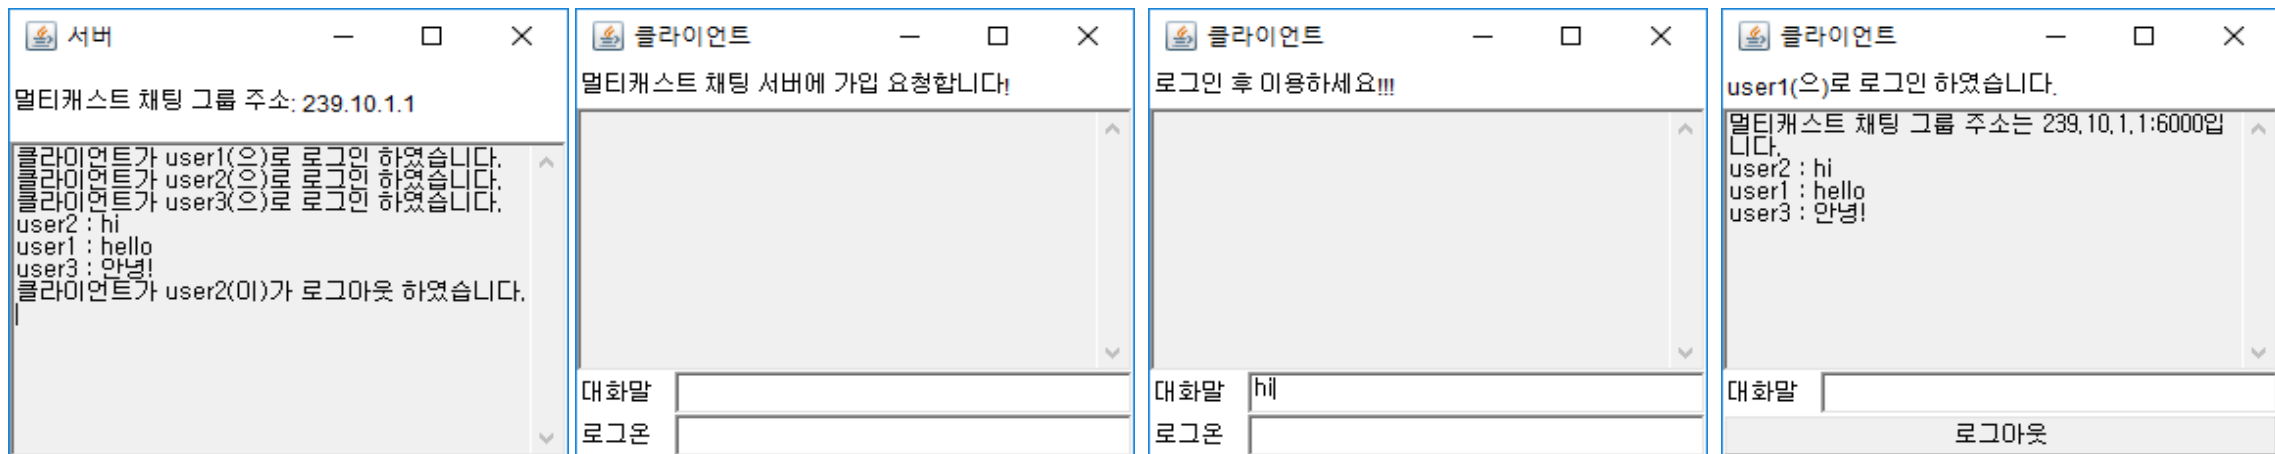 서버
멀티캐스트 채팅 그룹 주소: 239.10.1.1
클라이언트가 user1(으)로 로그인 하였습니다.
클라이언트가 user2(으)로 로그인 하였습니다.
클라이언트가 user3(으)로 로그인 하였습니다.
user2 : hi
user1 : hello
user3 : 안녕!
클라이언트가 user2(이)가 로그아웃 하였습니다.
클라이언트
멀티캐스트 채팅 서버에 가입 요청합니다!
대화말
로그온
클라이언트
로그인 후 이용하세요!!!
대화말 hi
로그온
클라이언트
user1(으)로 로그인 하였습니다.
멀티캐스트 채팅 그룹 주소는 239.10.1.1:6000입
니다.
user2 : hi
user1 : hello
user3 : 안녕!
대화말
로그아웃